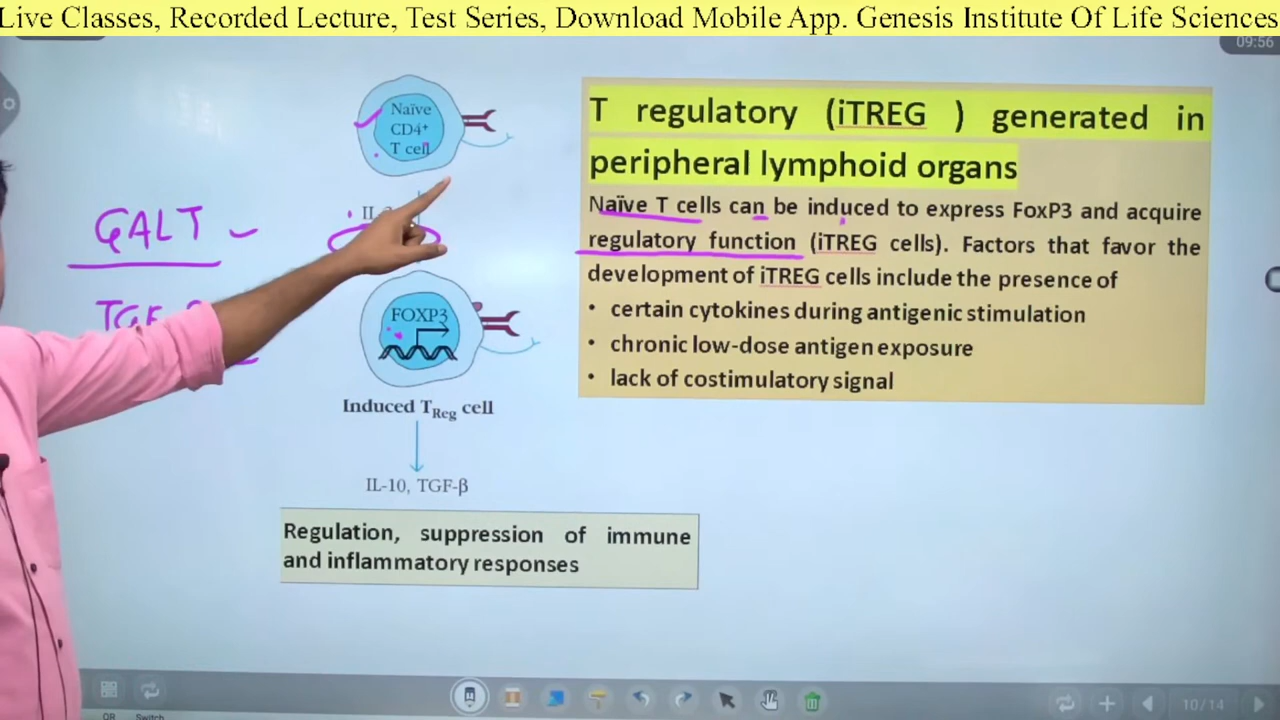 Live Classes, Recorded Lecture, Test Series, Download Mobile App. Genesis Institute Of Life Sciences
09:56
Naïve
CD4+
T cell
GALT
FOXP3
Induced TReg cell
IL-10, TGF-β
Regulation, suppression of immune
and inflammatory responses
T regulatory (iTREG ) generated in
peripheral lymphoid organs
Naïve T cells can be induced to express FoxP3 and acquire
regulatory function (iTREG cells). Factors that favor the
development of iTREG cells include the presence of
• certain cytokines during antigenic stimulation
• chronic low-dose antigen exposure
• lack of costimulatory signal
QR Switch
10/14